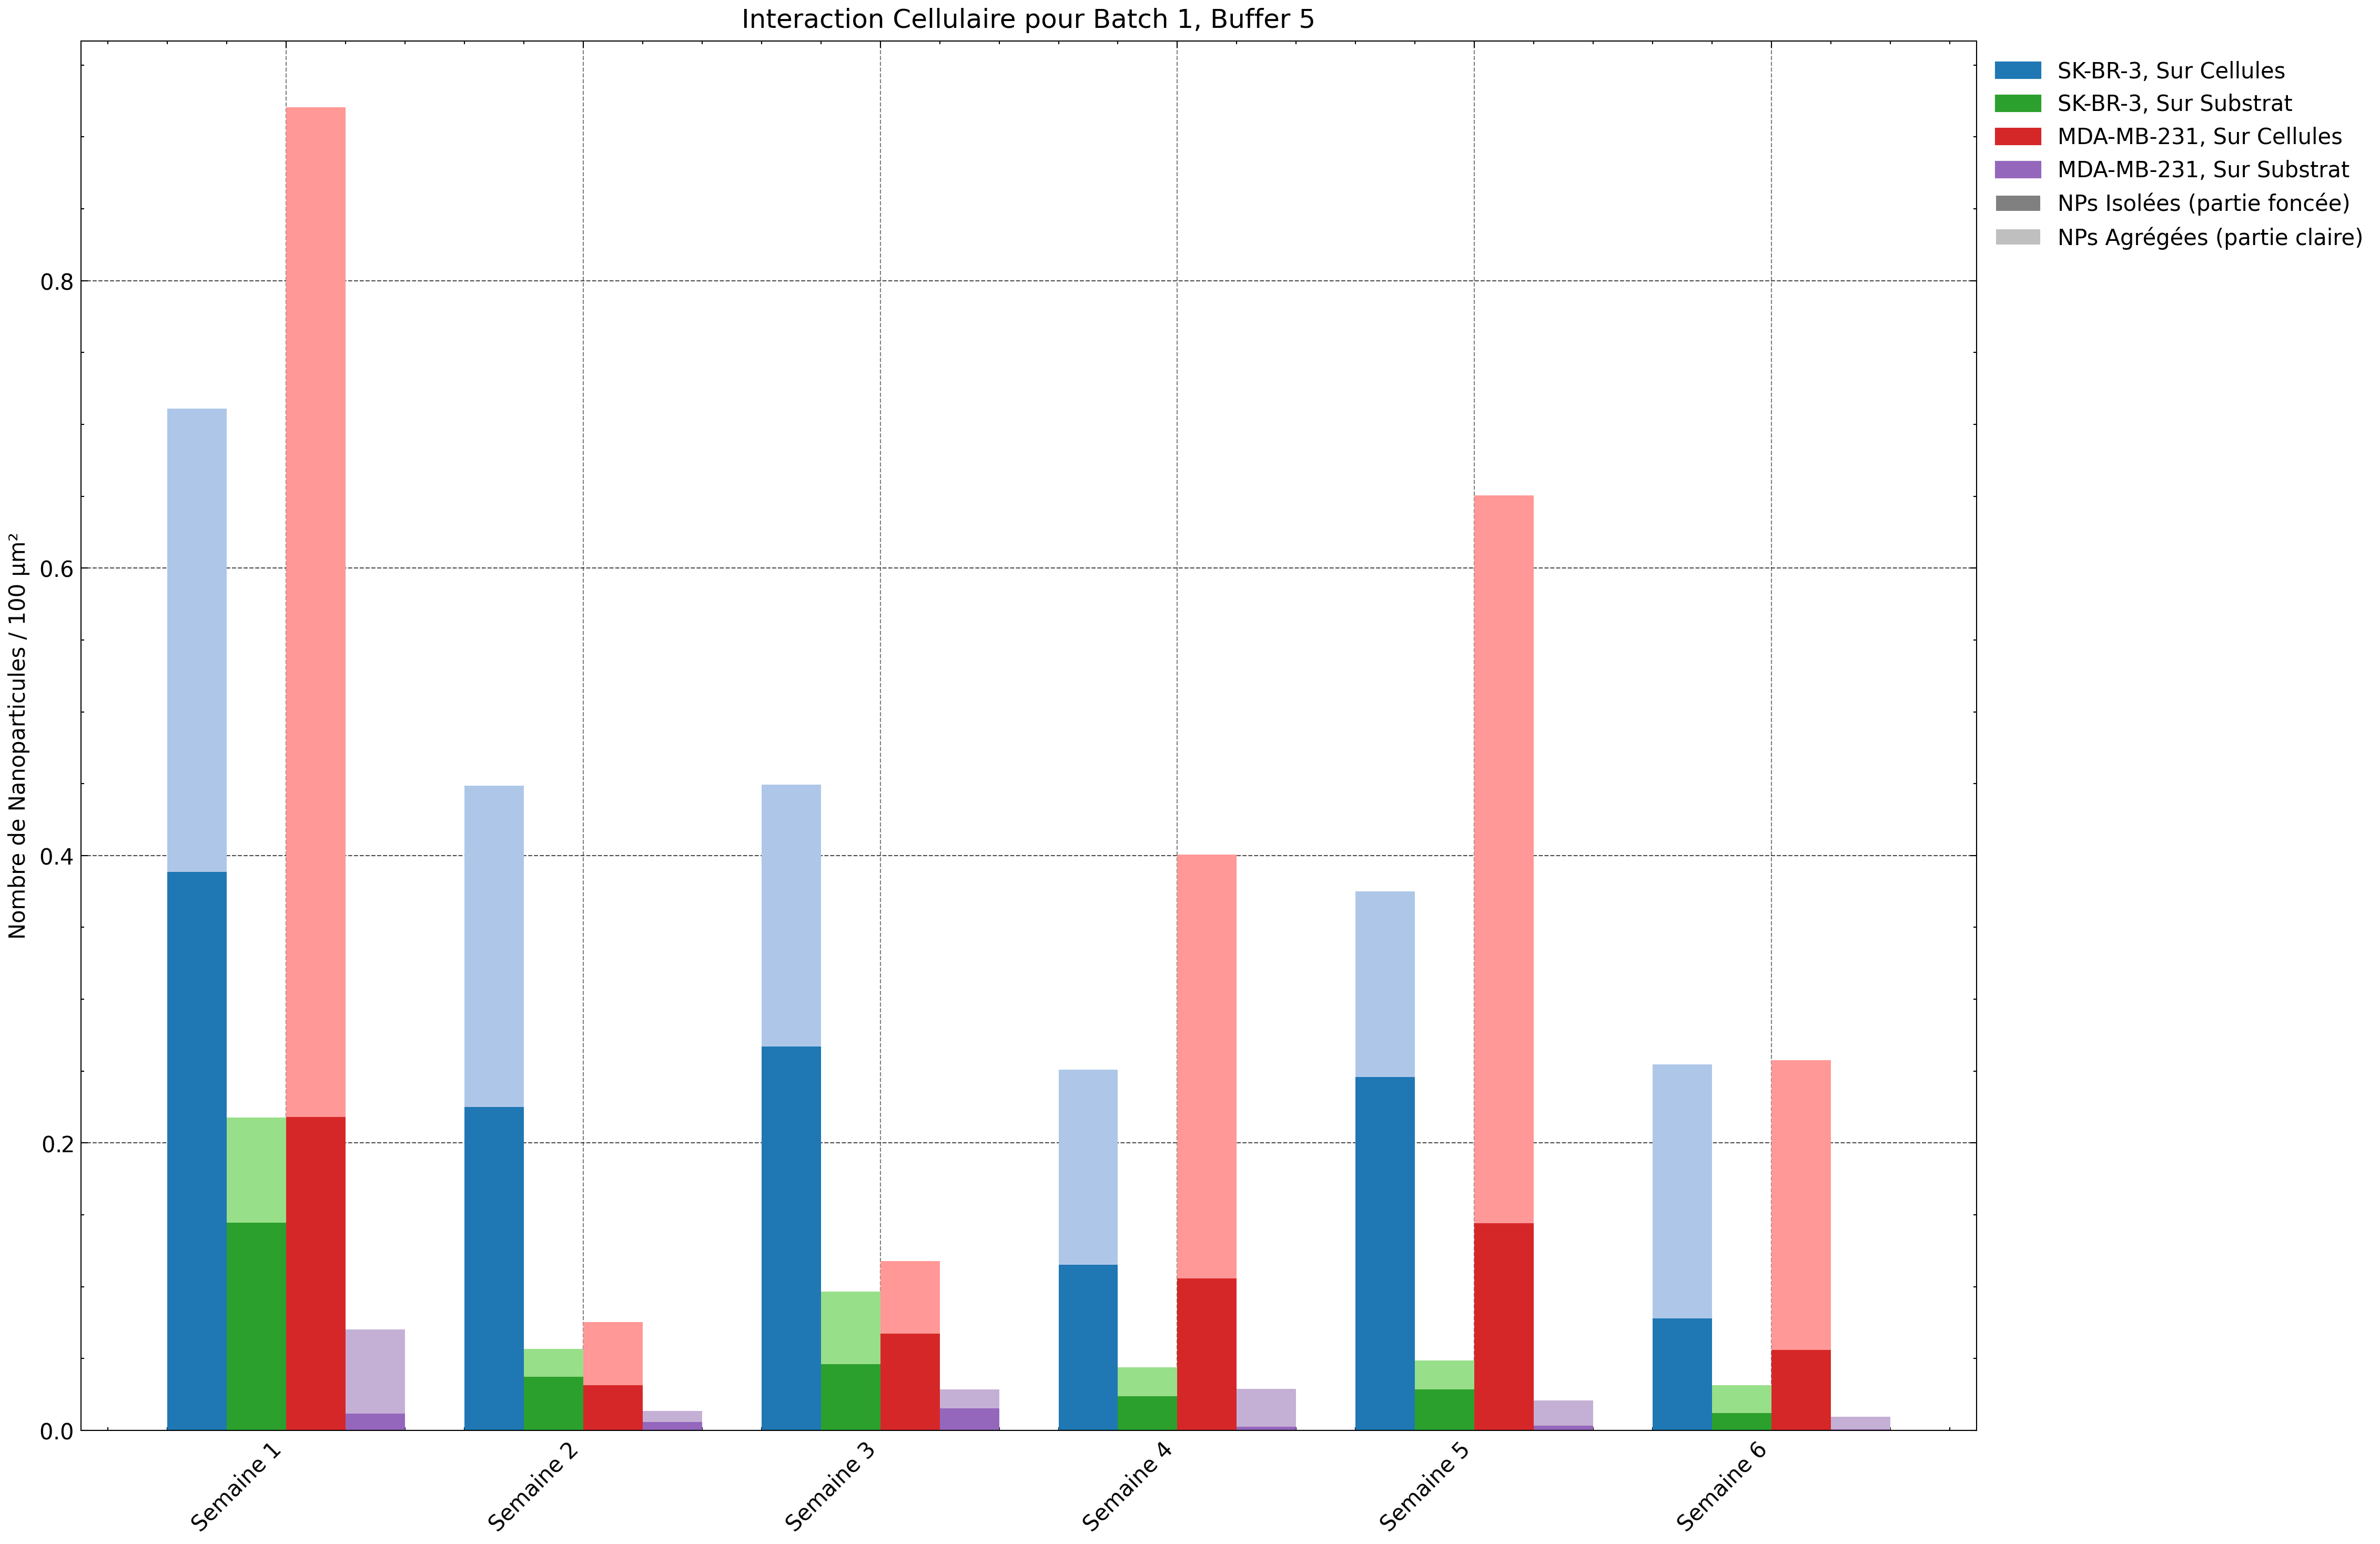 Interaction Cellulaire pour Batch 1, Buffer 5
SK-BR-3, Sur Cellules
SK-BR-3, Sur Substrat
MDA-MB-231, Sur Cellules
MDA-MB-231, Sur Substrat
NPs Isolées (partie foncée)
NPs Agrégées (partie claire)
Nombre de Nanoparticules / 100 µm²
0.8
0.6
0.4
0.2
0.0
Semaine 1
Semaine 2
Semaine 3
Semaine 4
Semaine 5
Semaine 6